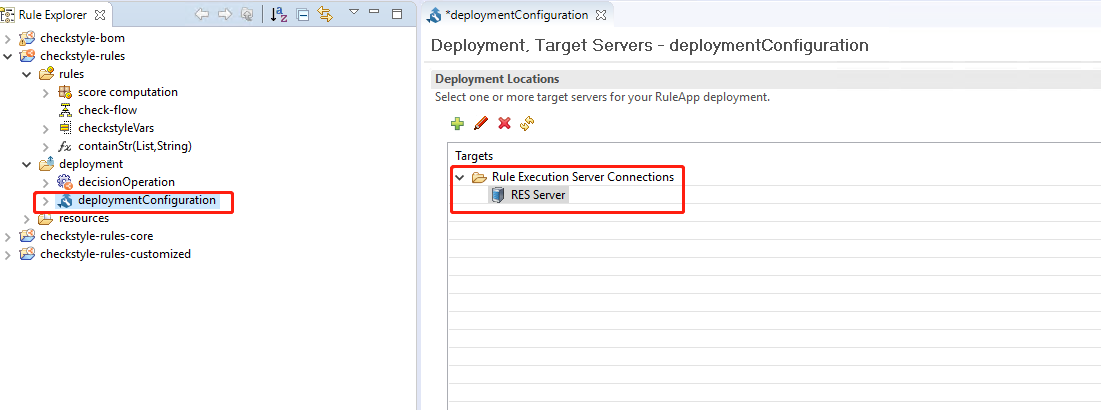 Rule Explorer
checkstyle-bom
checkstyle-rules
rules
score computation
check-flow
checkstyleVars
containStr(List,String)
deployment
decisionOperation
deploymentConfiguration
resources
checkstyle-rules-core
checkstyle-rules-customized
*deploymentConfiguration
Deployment, Target Servers - deploymentConfiguration
Deployment Locations
Select one or more target servers for your RuleApp deployment.
Targets
Rule Execution Server Connections
RES Server